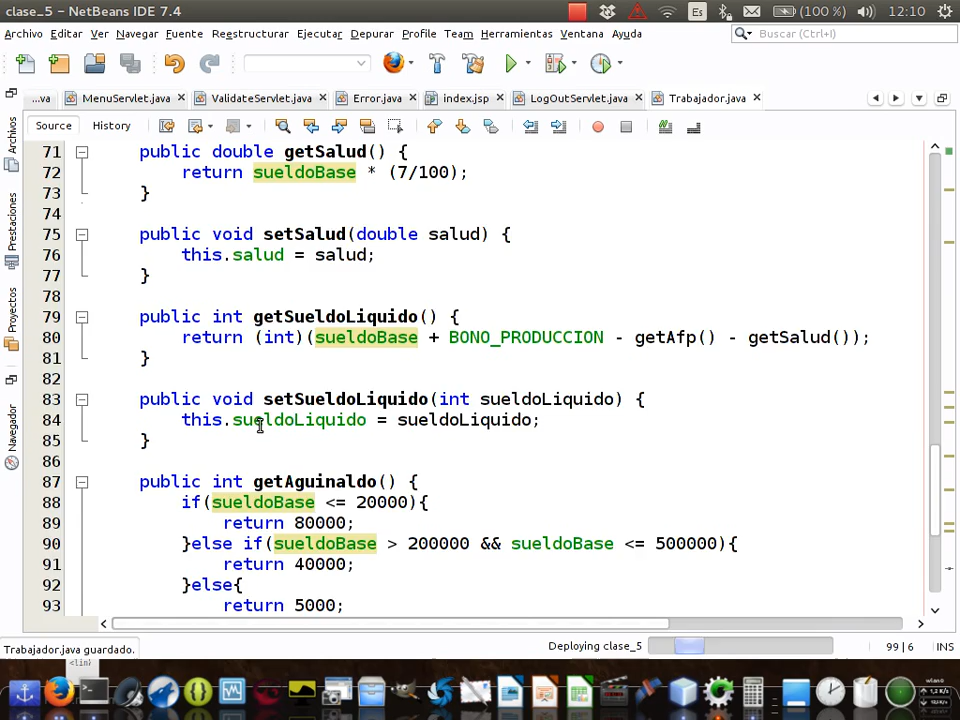 clase_5 - NetBeans IDE 7.4
Es
(100 %)
12:10
Archivo Editar Ver Navegar Fuente Reestructurar Ejecutar Depurar Profile Team Herramientas Ventana Ayuda
Buscar (Ctrl+I)
...va MenuServlet.java ValidateServlet.java Error.java index.jsp LogOutServlet.java Trabajador.java
Source History
Archivos
Prestaciones
Proyectos
Navegador
71 public double getSalud() {
72 return sueldoBase * (7/100);
73 }
74
75 public void setSalud(double salud) {
76 this.salud = salud;
77 }
78
79 public int getSueldoLiquido() {
80 return (int)(sueldoBase + BONO_PRODUCCION - getAfp() - getSalud());
81 }
82
83 public void setSueldoLiquido(int sueldoLiquido) {
84 this.sueldoLiquido = sueldoLiquido;
85 }
86
87 public int getAguinaldo() {
88 if(sueldoBase <= 20000){
89 return 80000;
90 }else if(sueldoBase > 200000 && sueldoBase <= 500000){
91 return 40000;
92 }else{
93 return 5000;
Trabajador.java guardado.
Deploying clase_5
99 | 6
INS
<lin>
wlan0
1,2 K